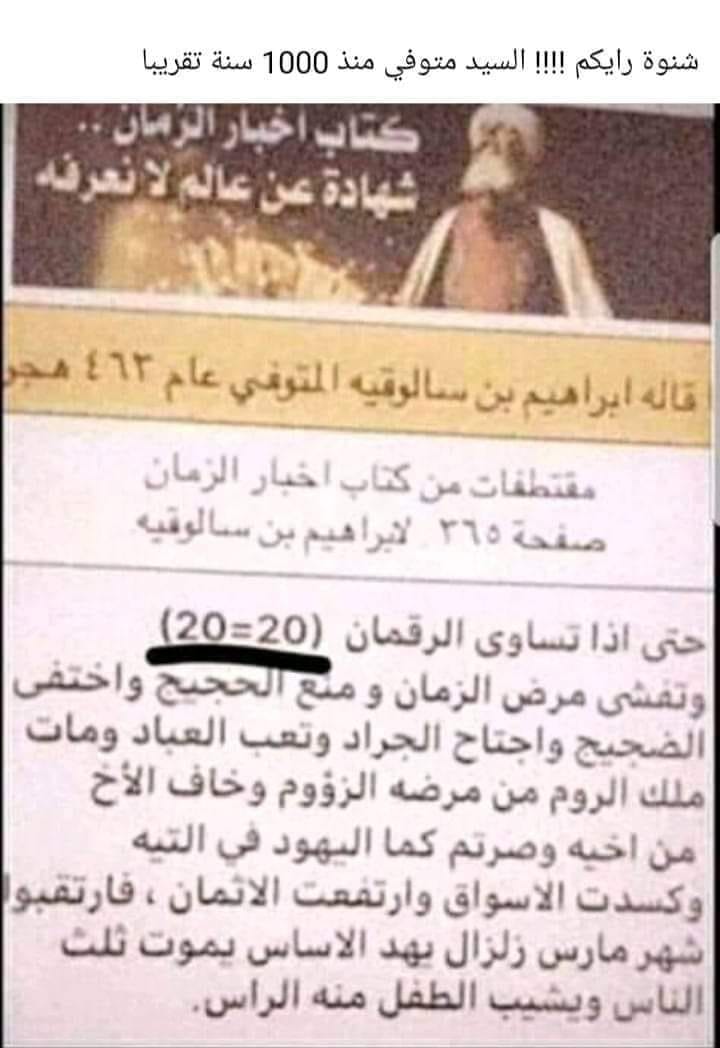 شنوة رايكم !!!! السيد متوفي منذ 1000 سنة تقريبا
كتاب اخبار الزمان ..
شهادة عن عالم لا نعرفه
قاله ابراهيم بن سالوقيه المتوفي عام ٤٦٣ هجر
مقتطفات من كتاب اخبار الزمان
صفحة ٣٦٥ لابراهيم بن سالوقيه
حتى اذا تساوى الرقمان (20=20)
وتفشى مرض الزمان و منع الحجيج واختفى
الضجيج واجتاح الجراد وتعب العباد ومات
ملك الروم من مرضه الزؤوم وخاف الأخ
من اخيه وصرتم كما اليهود في التيه
وكسدت الاسواق وارتفعت الاثمان ، فارتقبوا
شهر مارس زلزال يهد الاساس يموت ثلث
الناس ويشيب الطفل منه الراس.